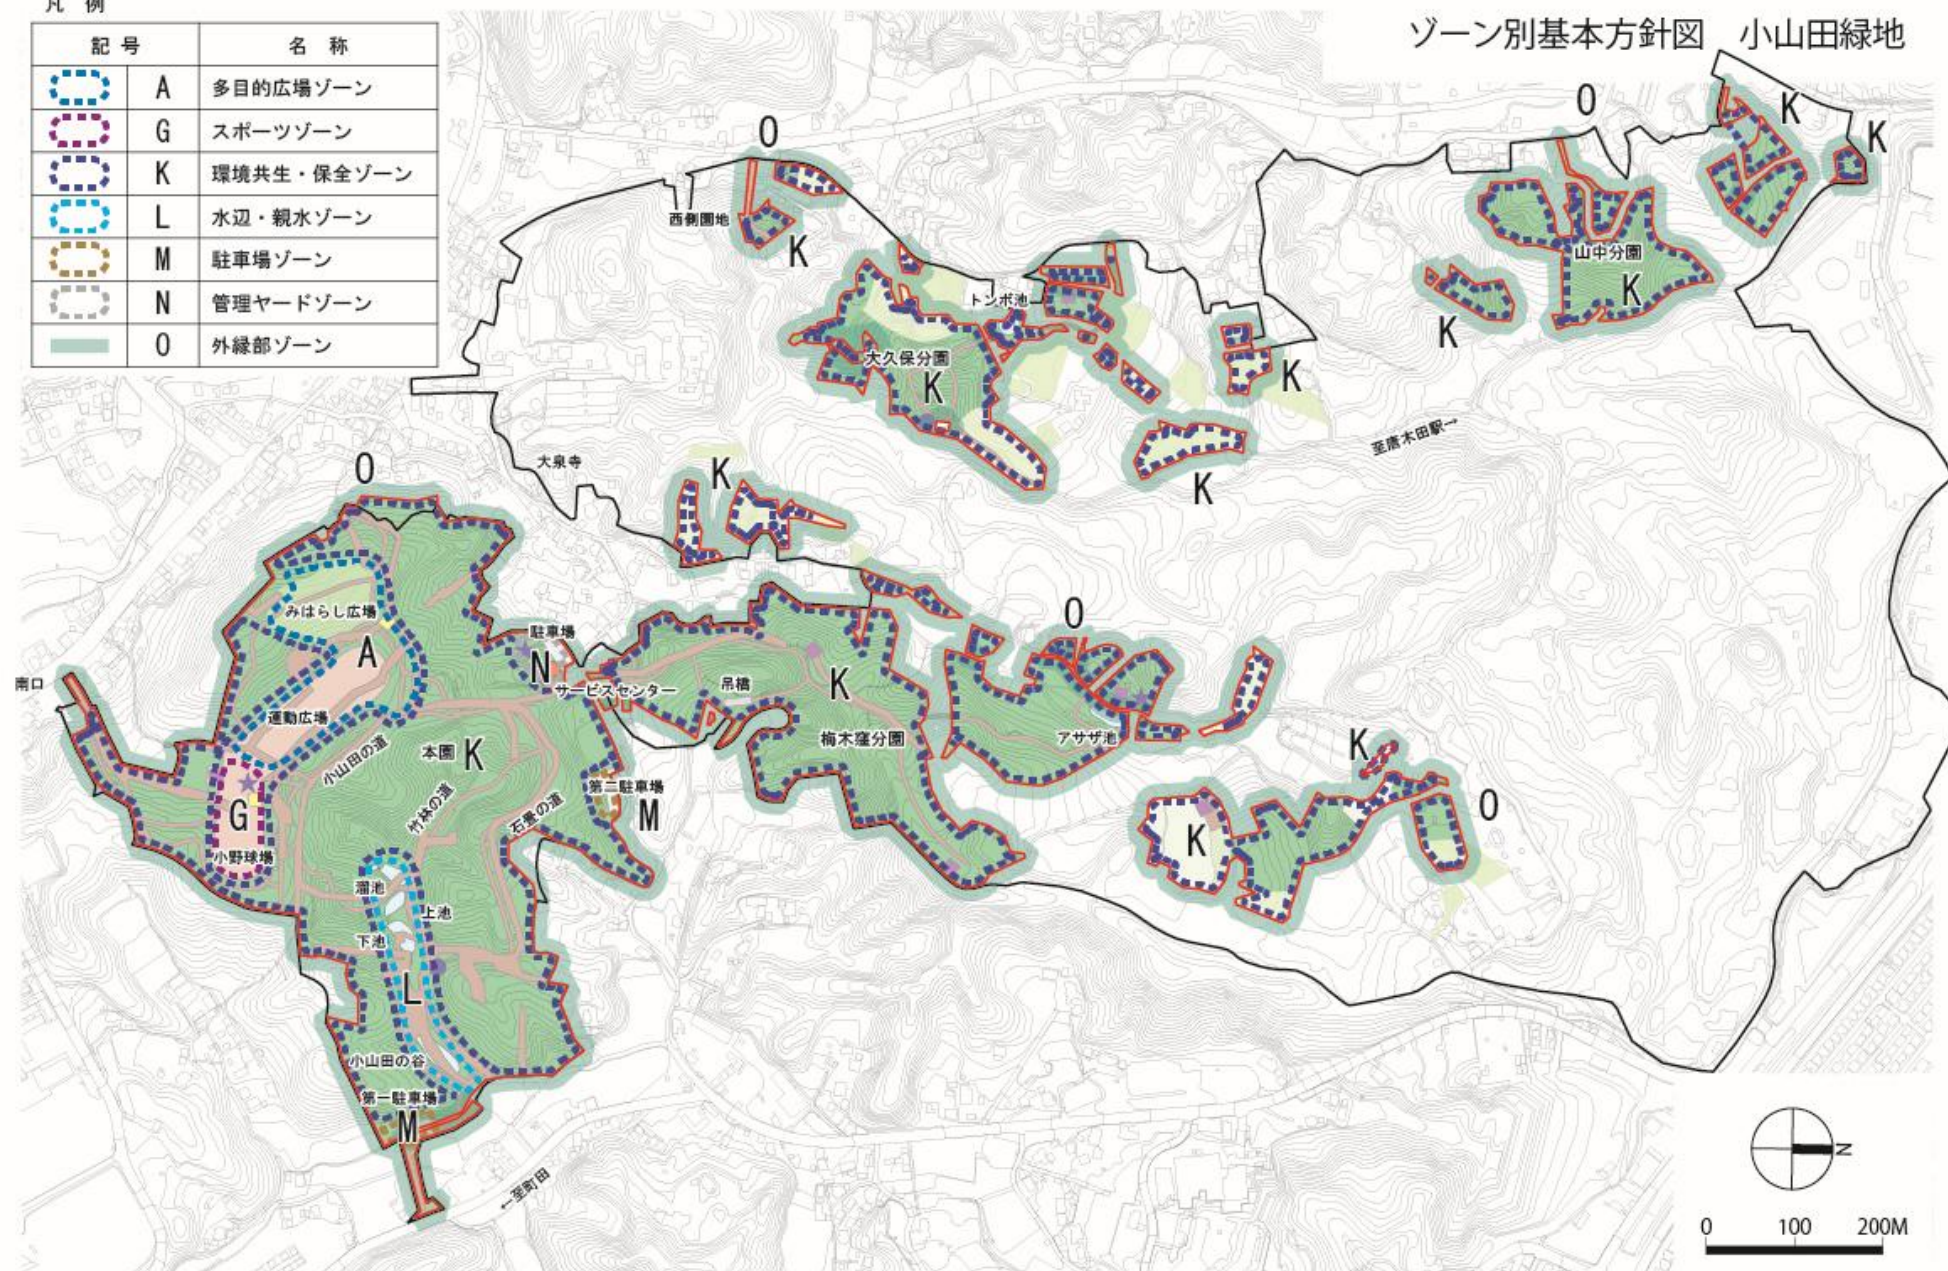 凡 例
ゾーン別基本方針図 小山田緑地
記 号 名 称
A 多目的広場ゾーン
G スポーツゾーン
K 環境共生・保全ゾーン
L 水辺・親水ゾーン
M 駐車場ゾーン
N 管理ヤードゾーン
O 外縁部ゾーン
O
O
K
K
西側園地
K
山中分園
K
K
トンボ池
大久保分園
K
K
至唐木田駅→
大泉寺
O
K
K
みはらし広場
A
駐車場
N
サービスセンター
O
南口
運動広場
小山田の道
本園
K
吊橋
K
梅木窪分園
アサザ池
K
G
小野球場
竹林の道
石畳の道
第二駐車場
M
K
O
溜池
上池
下池
L
小山田の谷
第一駐車場
M
←至町田
N
0 100 200M